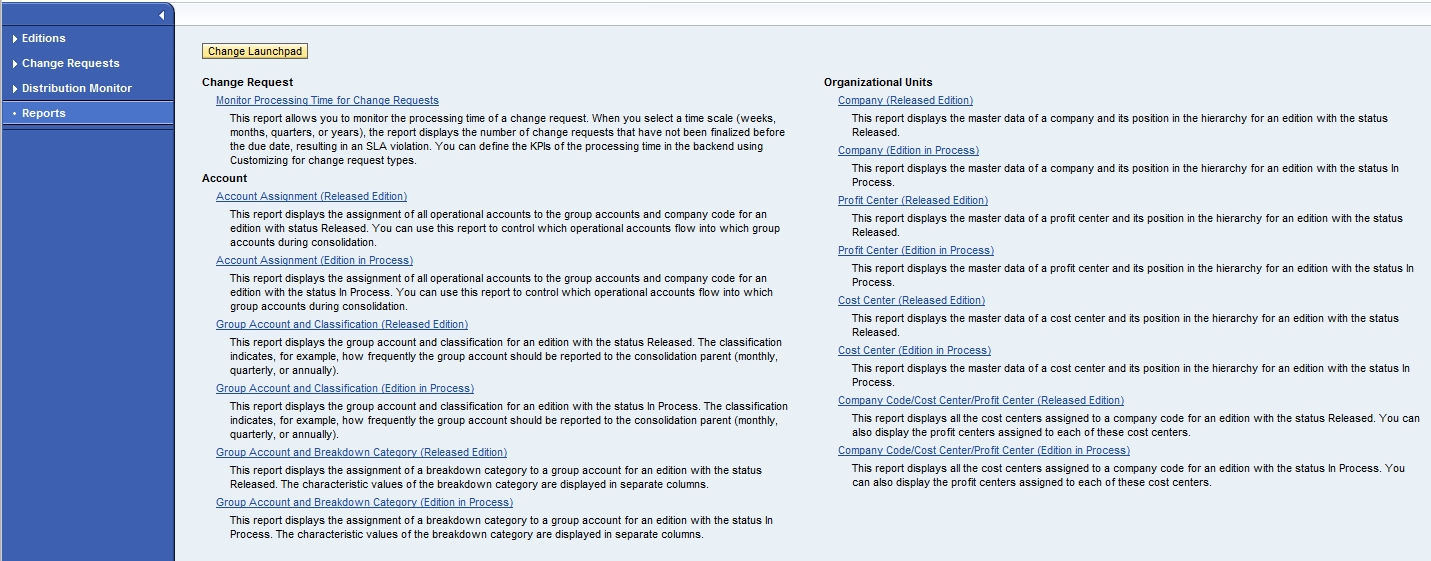 Editions
Change Requests
Distribution Monitor
Reports
Change Launchpad
Change Request
Monitor Processing Time for Change Requests
This report allows you to monitor the processing time of a change request. When you select a time scale (weeks,
months, quarters, or years), the report displays the number of change requests that have not been finalized before
the due date, resulting in an SLA violation. You can define the KPIs of the processing time in the backend using
Customizing for change request types.
Account
Account Assignment (Released Edition)
This report displays the assignment of all operational accounts to the group accounts and company code for an
edition with status Released. You can use this report to control which operational accounts flow into which group
accounts during consolidation.
Account Assignment (Edition in Process)
This report displays the assignment of all operational accounts to the group accounts and company code for an
edition with the status In Process. You can use this report to control which operational accounts flow into which
group accounts during consolidation.
Group Account and Classification (Released Edition)
This report displays the group account and classification for an edition with the status Released. The classification
indicates, for example, how frequently the group account should be reported to the consolidation parent (monthly,
quarterly, or annually).
Group Account and Classification (Edition in Process)
This report displays the group account and classification for an edition with the status In Process. The classification
indicates, for example, how frequently the group account should be reported to the consolidation parent (monthly,
quarterly, or annually).
Group Account and Breakdown Category (Released Edition)
This report displays the assignment of a breakdown category to a group account for an edition with the status
Released. The characteristic values of the breakdown category are displayed in separate columns.
Group Account and Breakdown Category (Edition in Process)
This report displays the assignment of a breakdown category to a group account for an edition with the status In
Process. The characteristic values of the breakdown category are displayed in separate columns.
Organizational Units
Company (Released Edition)
This report displays the master data of a company and its position in the hierarchy for an edition with the status
Released.
Company (Edition in Process)
This report displays the master data of a company and its position in the hierarchy for an edition with the status In
Process.
Profit Center (Released Edition)
This report displays the master data of a profit center and its position in the hierarchy for an edition with the status
Released.
Profit Center (Edition in Process)
This report displays the master data of a profit center and its position in the hierarchy for an edition with the status In
Process.
Cost Center (Released Edition)
This report displays the master data of a cost center and its position in the hierarchy for an edition with the status
Released.
Cost Center (Edition in Process)
This report displays the master data of a cost center and its position in the hierarchy for an edition with the status In
Process.
Company Code/Cost Center/Profit Center (Released Edition)
This report displays all the cost centers assigned to a company code for an edition with the status Released. You can
also display the profit centers assigned to each of these cost centers.
Company Code/Cost Center/Profit Center (Edition in Process)
This report displays all the cost centers assigned to a company code for an edition with the status In Process. You
can also display the profit centers assigned to each of these cost centers.